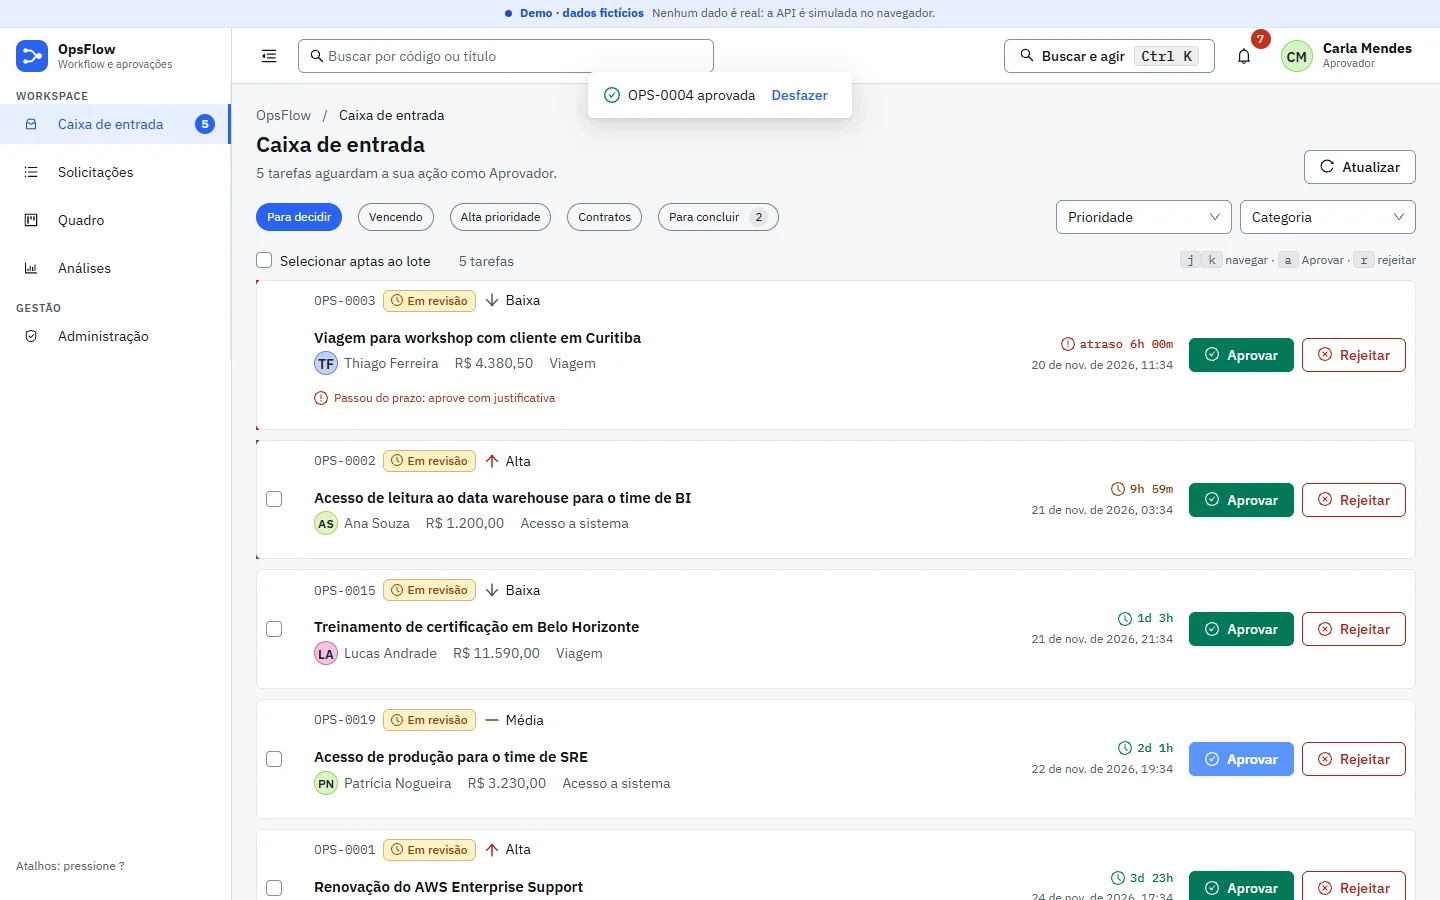 Demo · dados fictícios Nenhum dado é real: a API é simulada no navegador.
OpsFlow
Workflow e aprovações
Buscar por código ou título
Buscar e agir Ctrl K
7
CM
Carla Mendes
Aprovador
OPS-0004 aprovada Desfazer
WORKSPACE
Caixa de entrada 5
Solicitações
Quadro
Análises
GESTÃO
Administração
Atalhos: pressione ?
OpsFlow / Caixa de entrada
Caixa de entrada
5 tarefas aguardam a sua ação como Aprovador.
Atualizar
Para decidir Vencendo Alta prioridade Contratos Para concluir 2
Prioridade Categoria
Selecionar aptas ao lote 5 tarefas
j k navegar · a Aprovar · r rejeitar
OPS-0003 Em revisão Baixa
Viagem para workshop com cliente em Curitiba
TF Thiago Ferreira R$ 4.380,50 Viagem
Passou do prazo: aprove com justificativa
atraso 6h 00m
20 de nov. de 2026, 11:34
Aprovar Rejeitar
OPS-0002 Em revisão Alta
Acesso de leitura ao data warehouse para o time de BI
AS Ana Souza R$ 1.200,00 Acesso a sistema
9h 59m
21 de nov. de 2026, 03:34
Aprovar Rejeitar
OPS-0015 Em revisão Baixa
Treinamento de certificação em Belo Horizonte
LA Lucas Andrade R$ 11.590,00 Viagem
1d 3h
21 de nov. de 2026, 21:34
Aprovar Rejeitar
OPS-0019 Em revisão Média
Acesso de produção para o time de SRE
PN Patrícia Nogueira R$ 3.230,00 Acesso a sistema
2d 1h
22 de nov. de 2026, 19:34
Aprovar Rejeitar
OPS-0001 Em revisão Alta
Renovação do AWS Enterprise Support
3d 23h
24 de nov. de 2026, 17:34
Aprovar Rejeitar